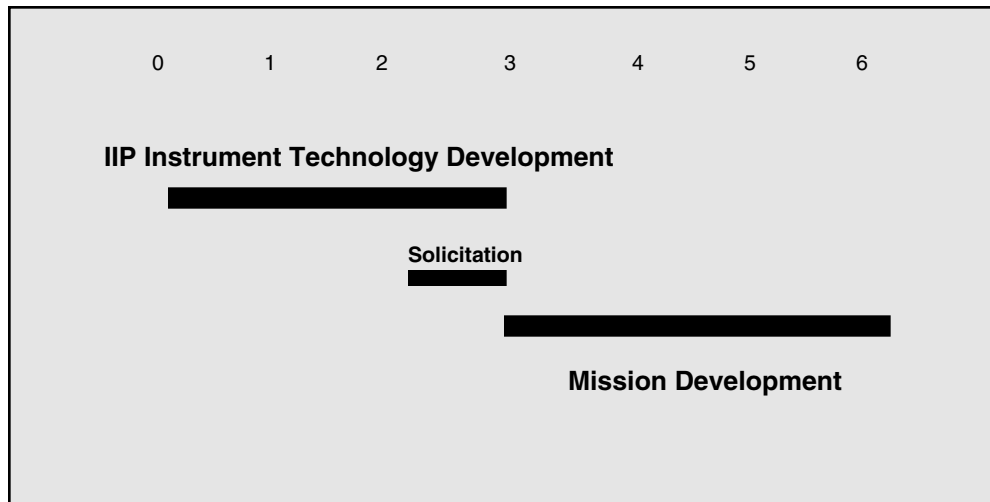 0 1 2 3 4 5 6
IIP Instrument Technology Development
Solicitation
Mission Development